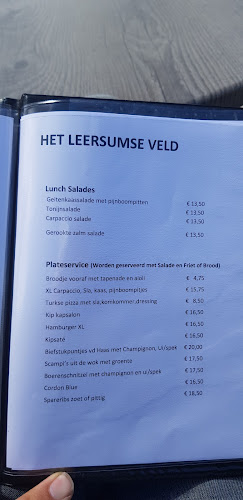 HET LEERSUMSE VELD
Lunch Salades
Geitenkaassalade met pijnboompitten € 13,50
Tonijnsalade € 13,50
Carpaccio salade € 13,50
Gerookte zalm salade € 13,50
Plateservice (Worden geserveerd met Salade en Friet of Brood)
Broodje vooraf met tapenade en aioli € 4,75
XL Carpaccio, Sla, kaas, pijnboompitjes € 15,75
Turkse pizza met sla,komkommer,dressing € 8,50
Kip kapsalon € 16,50
Hamburger XL € 16,50
Kipsaté € 16,50
Biefstukpuntjes vd Haas met Champignon, Ui/spek € 20,00
Scampi's uit de wok met groente € 17,50
Boerenschnitzel met champignon en ui/spek € 17,50
Cordon Blue € 16,50
Spareribs zoet of pittig € 18,50